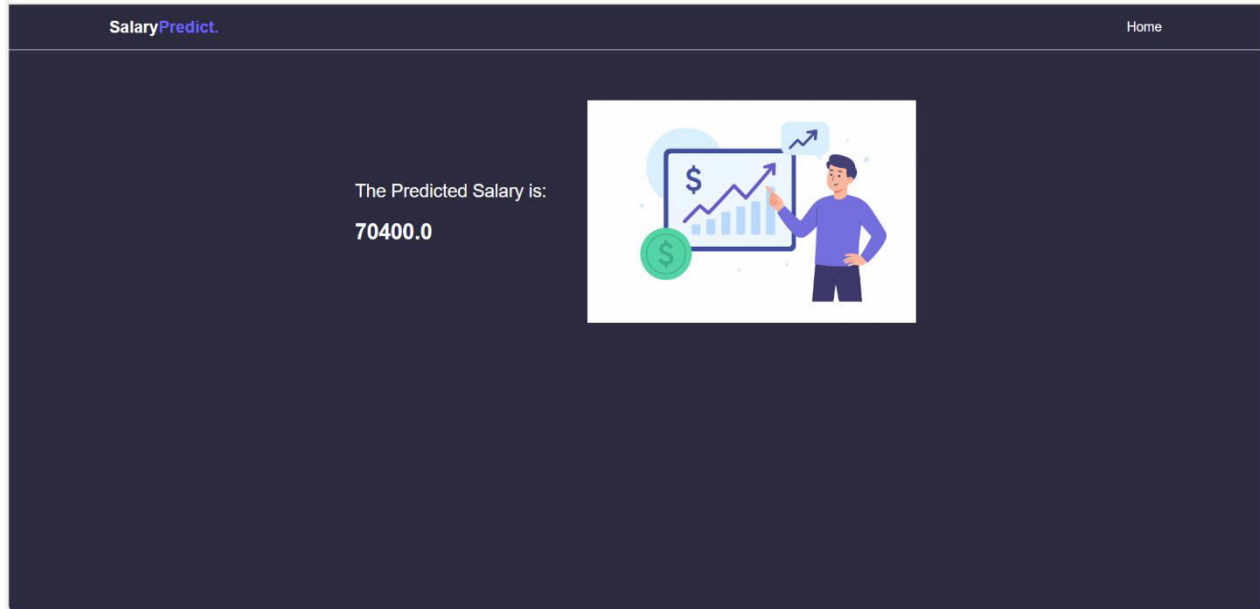 SalaryPredict.
Home
The Predicted Salary is:
70400.0
$
$